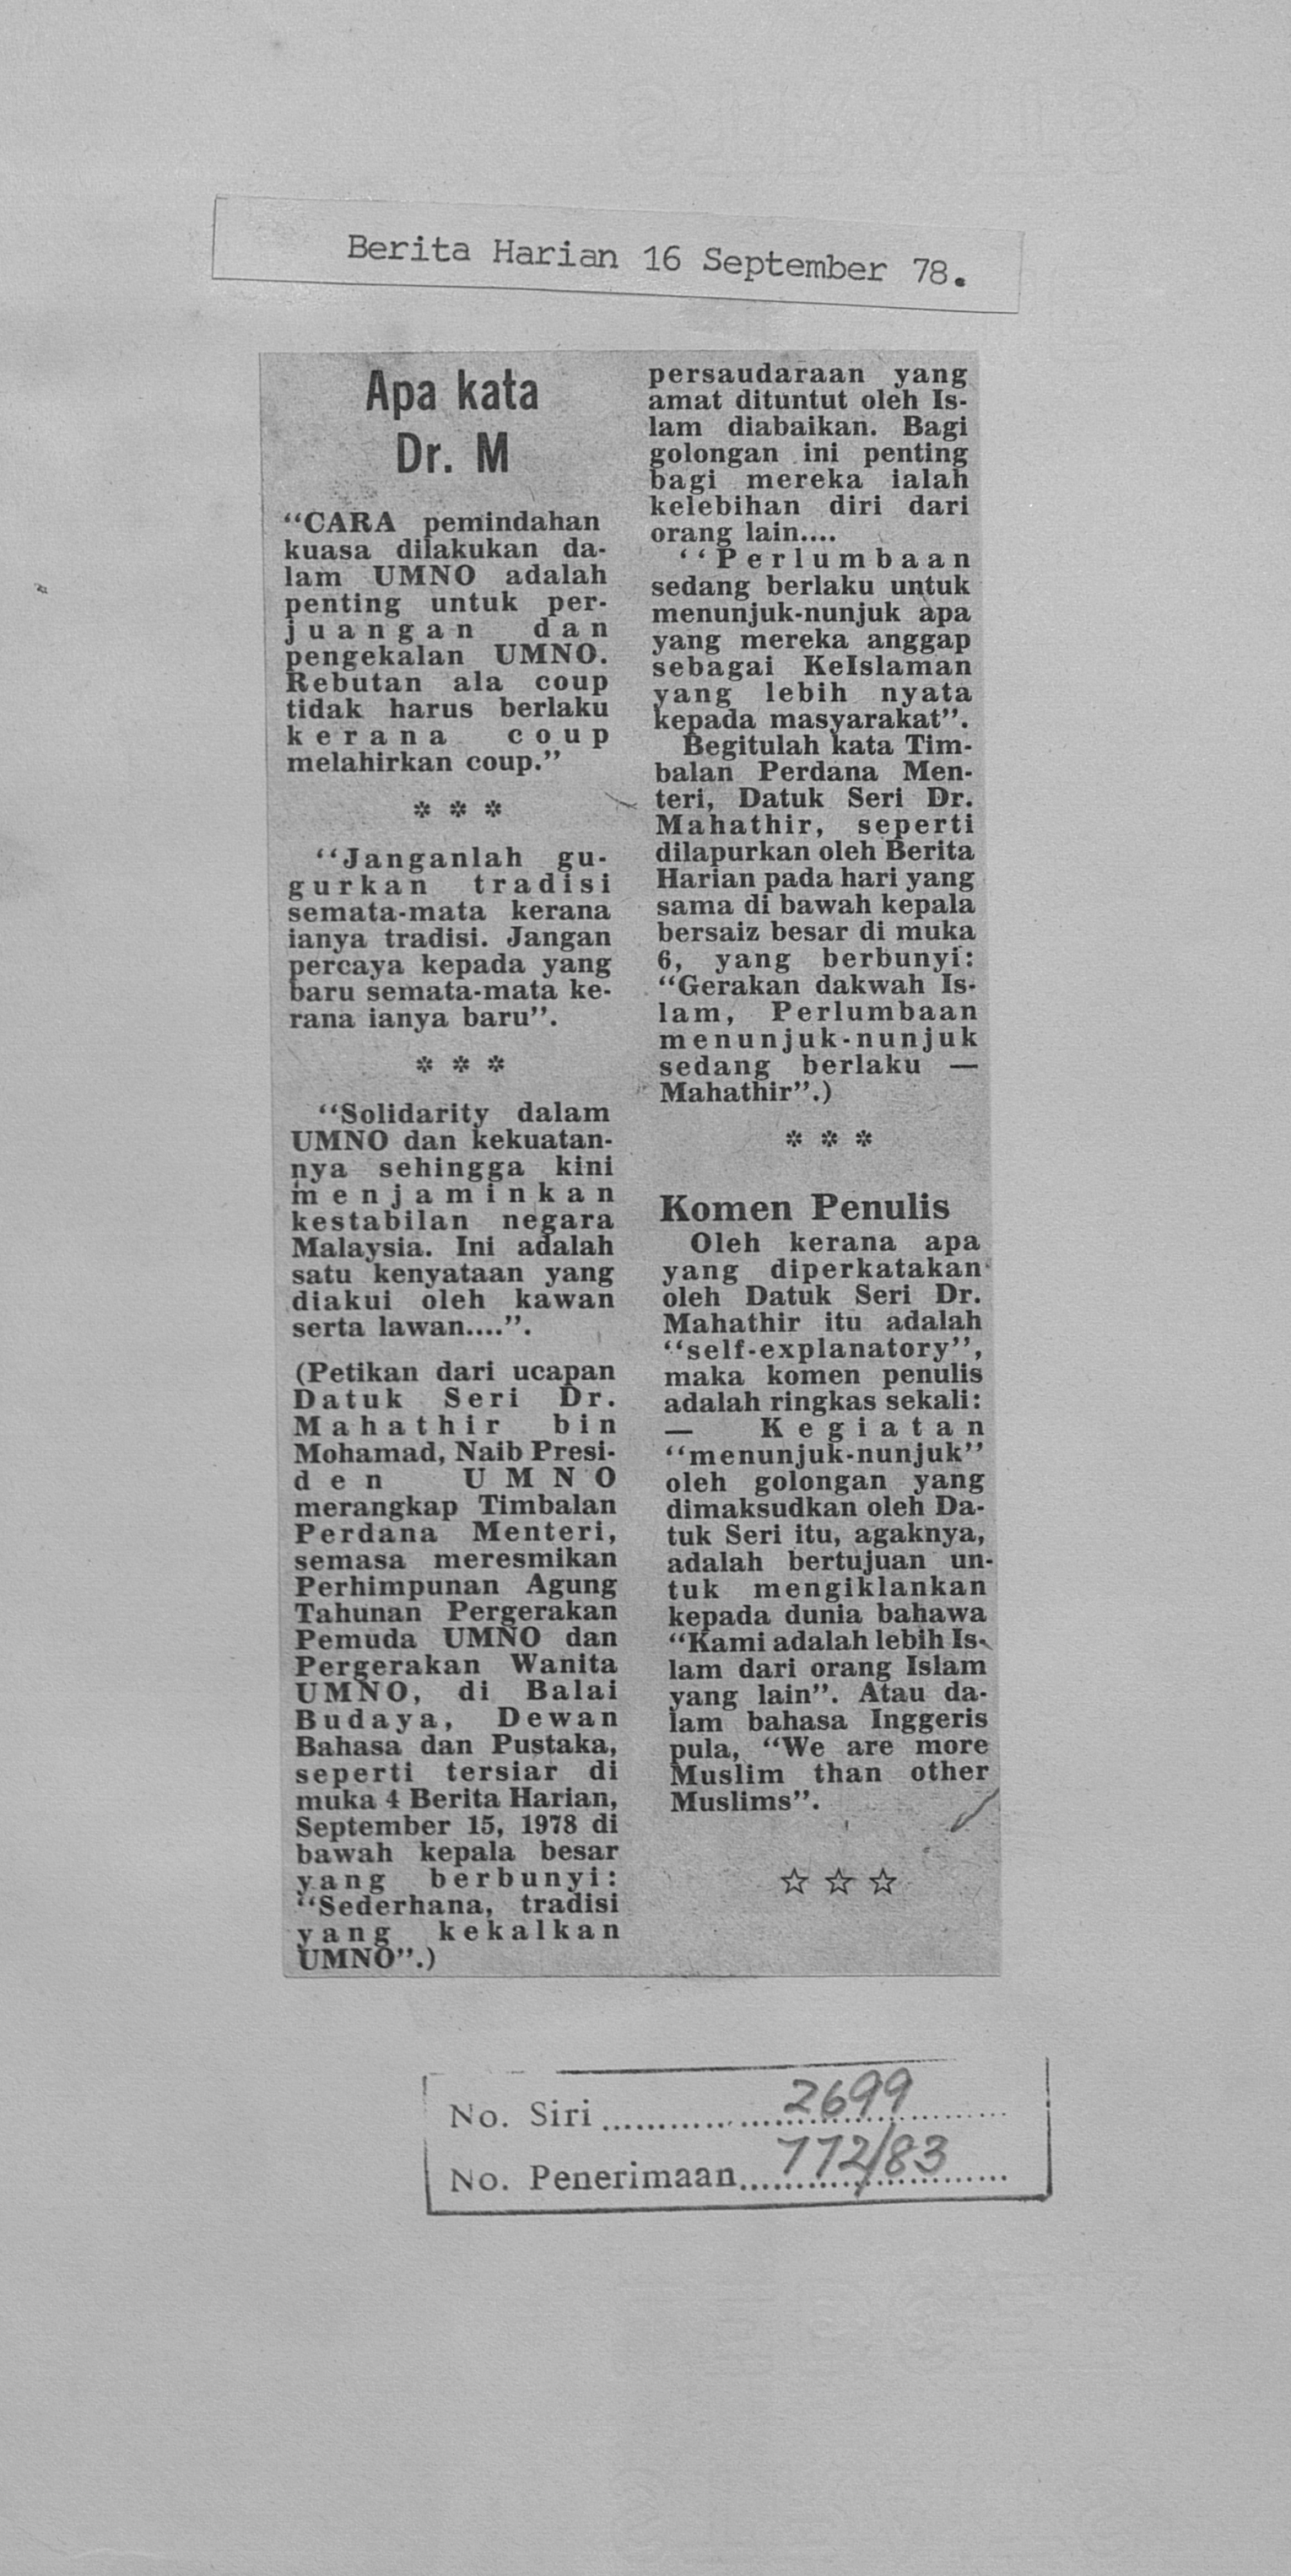 Berita Harian 16 September 78.
Apa kata
Dr. M
“CARA pemindahan
kuasa dilakukan da-
lam UMNO adalah
penting untuk per-
juangan dan
pengekalan UMNO.
Rebutan ala coup
tidak harus berlaku
kerana coup
melahirkan coup.”
* * *
“Janganlah gu-
gurkan tradisi
semata-mata kerana
ianya tradisi. Jangan
percaya kepada yang
baru semata-mata ke-
rana ianya baru”.
* * *
“Solidarity dalam
UMNO dan kekuatan-
nya sehingga kini
menjaminkan
kestabilan negara
Malaysia. Ini adalah
satu kenyataan yang
diakui oleh kawan
serta lawan....”.
(Petikan dari ucapan
Datuk Seri Dr.
Mahathir bin
Mohamad, Naib Presi-
den UMNO
merangkap Timbalan
Perdana Menteri,
semasa meresmikan
Perhimpunan Agung
Tahunan Pergerakan
Pemuda UMNO dan
Pergerakan Wanita
UMNO, di Balai
Budaya, Dewan
Bahasa dan Pustaka,
seperti tersiar di
muka 4 Berita Harian,
September 15, 1978 di
bawah kepala besar
yang berbunyi:
“Sederhana, tradisi
yang kekalkan
UMNO”.)
persaudaraan yang
amat dituntut oleh Is-
lam diabaikan. Bagi
golongan ini penting
bagi mereka ialah
kelebihan diri dari
orang lain....
“Perlumbaan
sedang berlaku untuk
menunjuk-nunjuk apa
yang mereka anggap
sebagai KeIslaman
yang lebih nyata
kepada masyarakat”.
Begitulah kata Tim-
balan Perdana Men-
teri, Datuk Seri Dr.
Mahathir, seperti
dilapurkan oleh Berita
Harian pada hari yang
sama di bawah kepala
bersaiz besar di muka
6, yang berbunyi:
“Gerakan dakwah Is-
lam, Perlumbaan
menunjuk-nunjuk
sedang berlaku —
Mahathir”.)
* * *
Komen Penulis
Oleh kerana apa
yang diperkatakan
oleh Datuk Seri Dr.
Mahathir itu adalah
“self-explanatory”,
maka komen penulis
adalah ringkas sekali:
— Kegiatan
“menunjuk-nunjuk”
oleh golongan yang
dimaksudkan oleh Da-
tuk Seri itu, agaknya,
adalah bertujuan un-
tuk mengiklankan
kepada dunia bahawa
“Kami adalah lebih Is-
lam dari orang Islam
yang lain”. Atau da-
lam bahasa Inggeris
pula, “We are more
Muslim than other
Muslims”.
☆ ☆ ☆
No. Siri 2699
No. Penerimaan 772/83